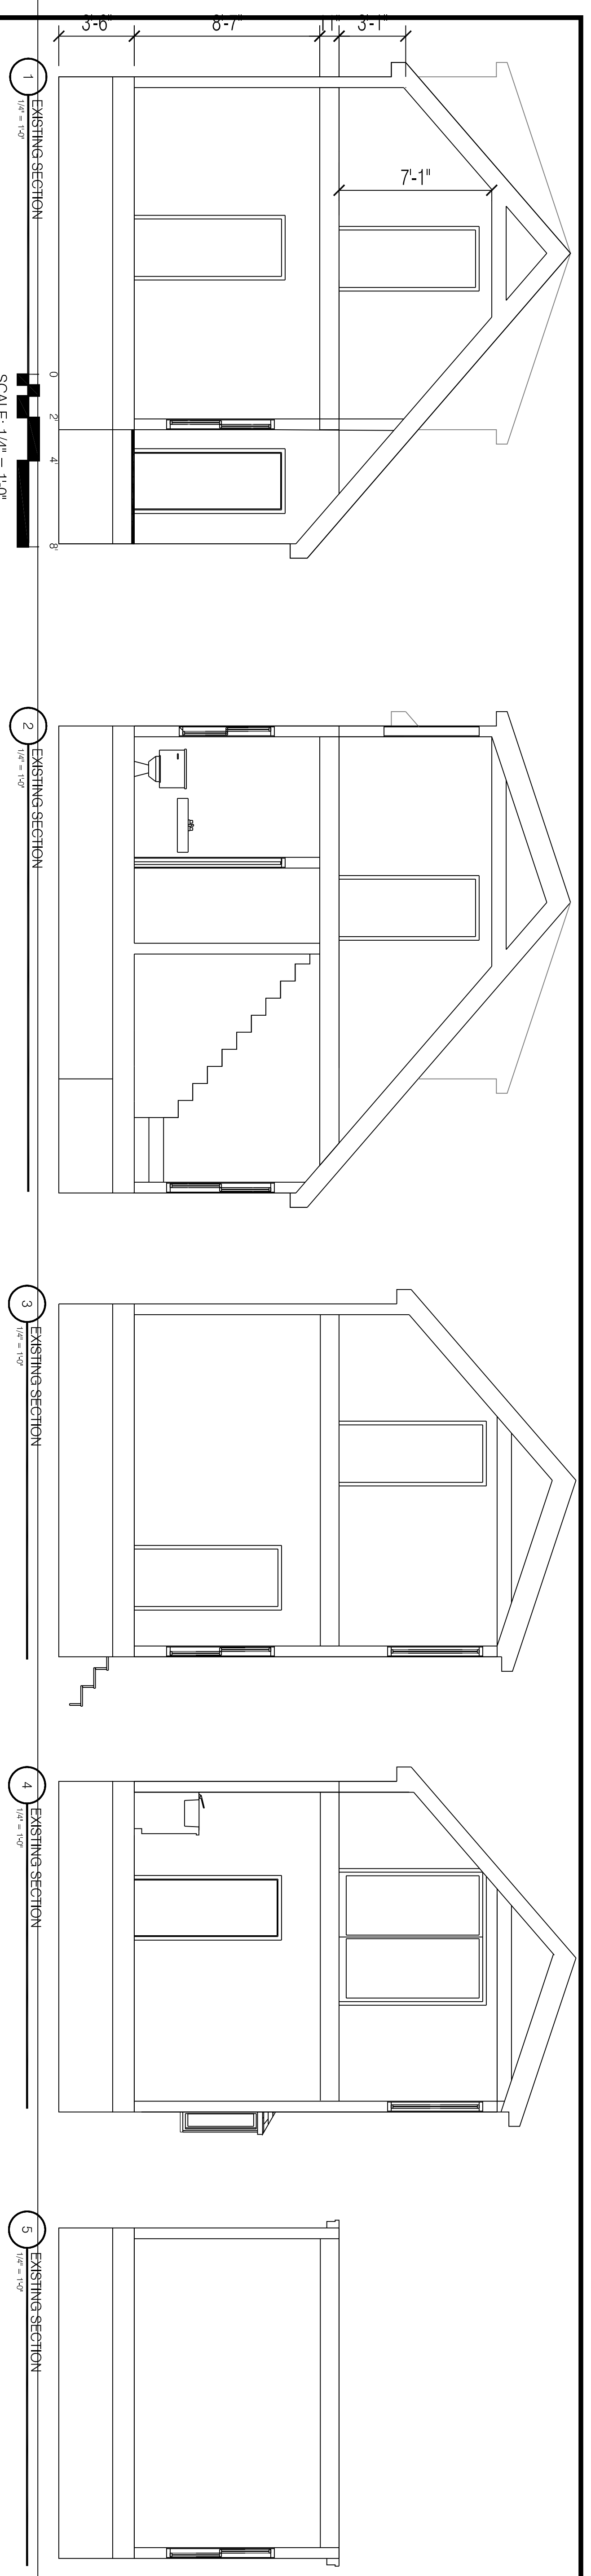 3'-6"
8'-7"
11"
3'-1"
7'-1"
1
EXISTING SECTION
1/4" = 1'-0"
0
2'
4'
8'
SCALE: 1/4" = 1'-0"
2
EXISTING SECTION
1/4" = 1'-0"
3
EXISTING SECTION
1/4" = 1'-0"
4
EXISTING SECTION
1/4" = 1'-0"
5
EXISTING SECTION
1/4" = 1'-0"